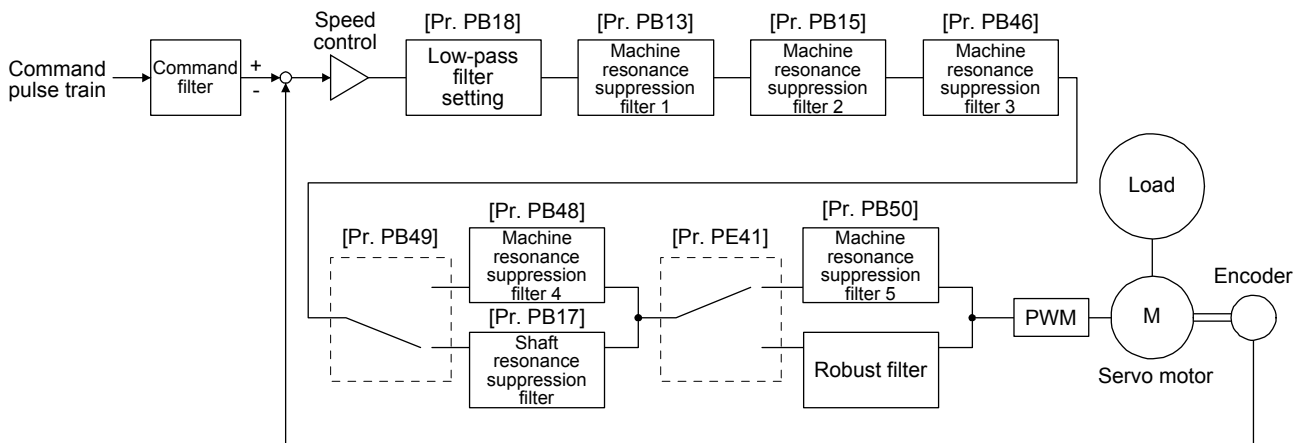 Speed
control
[Pr. PB18]
[Pr. PB13]
[Pr. PB15]
[Pr. PB46]
Command
pulse train
Command
filter
+
-
Low-pass
filter
setting
Machine
resonance
suppression
filter 1
Machine
resonance
suppression
filter 2
Machine
resonance
suppression
filter 3
Load
[Pr. PB49]
[Pr. PB48]
Machine
resonance
suppression
filter 4
[Pr. PB17]
Shaft
resonance
suppression
filter
[Pr. PE41]
[Pr. PB50]
Machine
resonance
suppression
filter 5
Robust filter
PWM
M
Servo motor
Encoder